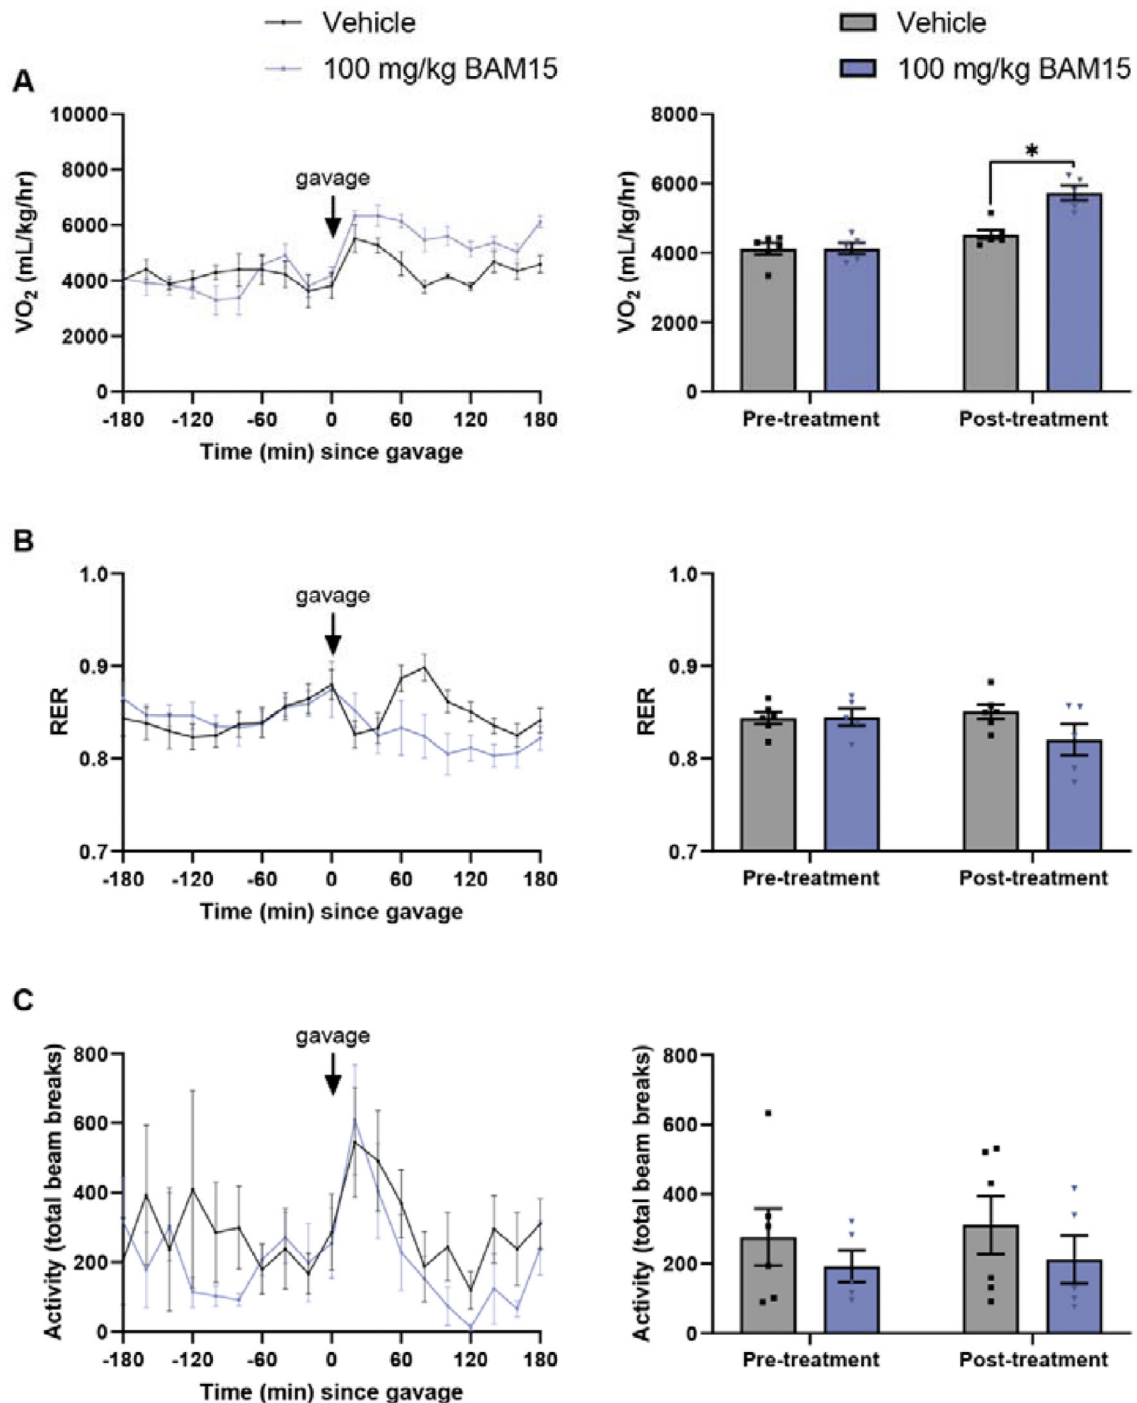 Vehicle
100 mg/kg BAM15
Vehicle
100 mg/kg BAM15
A
10000
8000
6000
4000
2000
0
VO2 (mL/kg/hr)
gavage
-180 -120 -60 0 60 120 180
Time (min) since gavage
8000
6000
4000
2000
0
VO2 (mL/kg/hr)
*
Pre-treatment Post-treatment
B
1.0
0.9
0.8
0.7
RER
gavage
-180 -120 -60 0 60 120 180
Time (min) since gavage
1.0
0.9
0.8
0.7
RER
Pre-treatment Post-treatment
C
800
600
400
200
0
Activity (total beam breaks)
gavage
-180 -120 -60 0 60 120 180
Time (min) since gavage
800
600
400
200
0
Activity (total beam breaks)
Pre-treatment Post-treatment